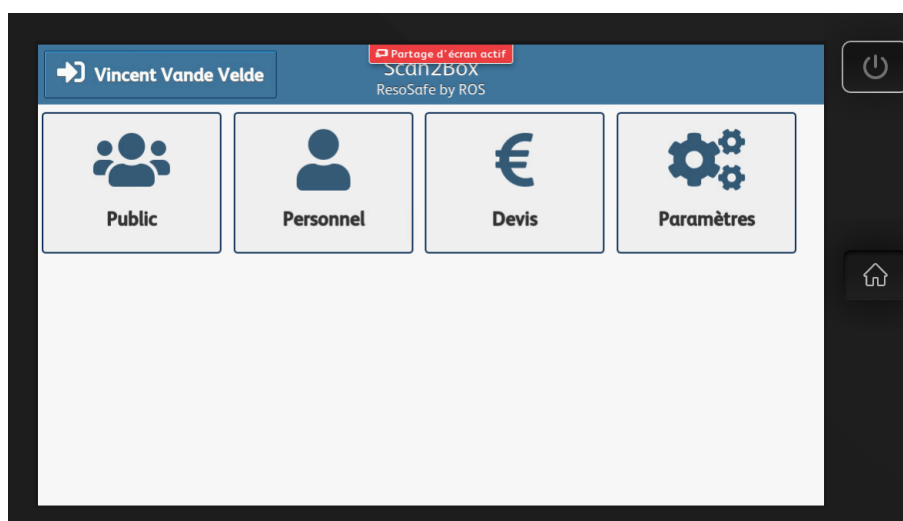 Partage d'écran actif
Vincent Vande Velde
Scan2Box
ResoSafe by ROS
Public
Personnel
Devis
Paramètres